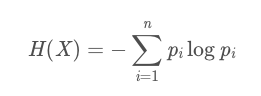 H(X) = − ∑_{i=1}^{n} p_i log p_i